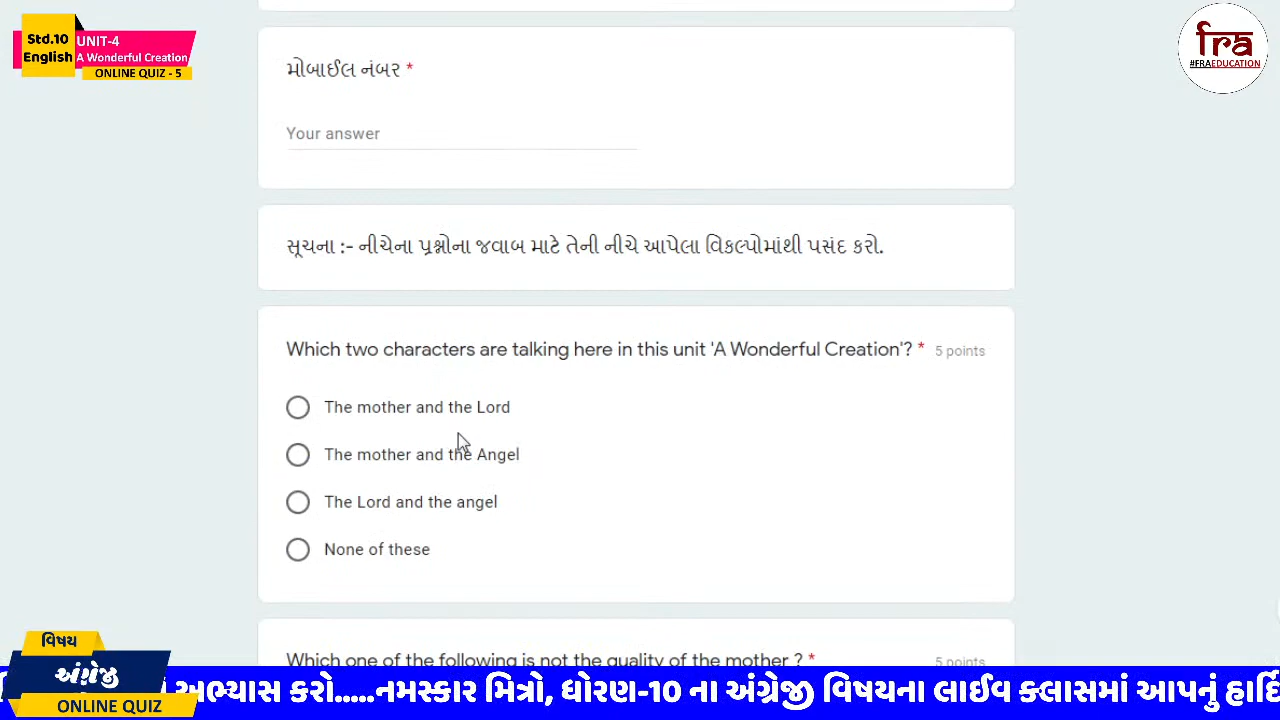 Std.10
English
UNIT-4
A Wonderful Creation
ONLINE QUIZ - 5
fra
#FRAEDUCATION
મોબાઈલ નંબર *
Your answer
સૂચના :- નીચેના પ્રશ્નોના જવાબ માટે તેની નીચે આપેલા વિકલ્પોમાંથી પસંદ કરો.
Which two characters are talking here in this unit 'A Wonderful Creation'? * 5 points
The mother and the Lord
The mother and the Angel
The Lord and the angel
None of these
Which one of the following is not the quality of the mother ? * 5 points
વિષય
અંગ્રેજી
ONLINE QUIZ
અભ્યાસ કરો.....નમસ્કાર મિત્રો, ધોરણ-10 ના અંગ્રેજી વિષયના લાઈવ ક્લાસમાં આપનું